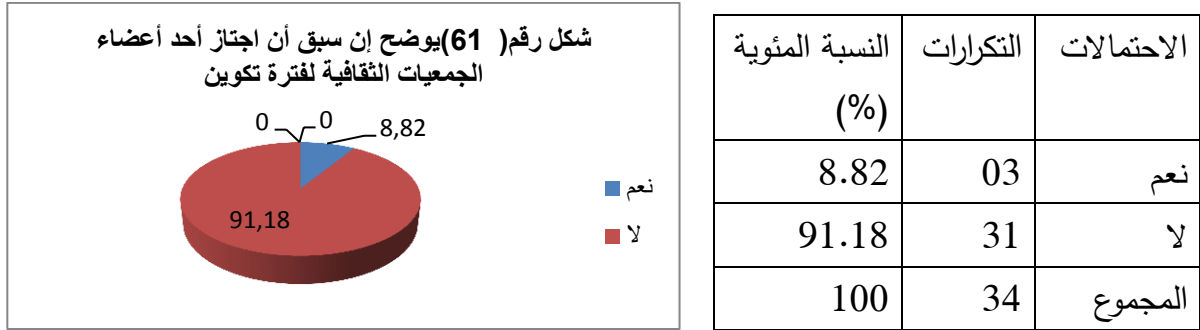 شكل رقم( 61)يوضح إن سبق أن اجتاز أحد أعضاء
الجمعيات الثقافية لفترة تكوين
0
0
8,82
91,18
نعم
لا
الاحتمالات التكرارات النسبة المئوية
(%)
نعم 03 8.82
لا 31 91.18
المجموع 34 100